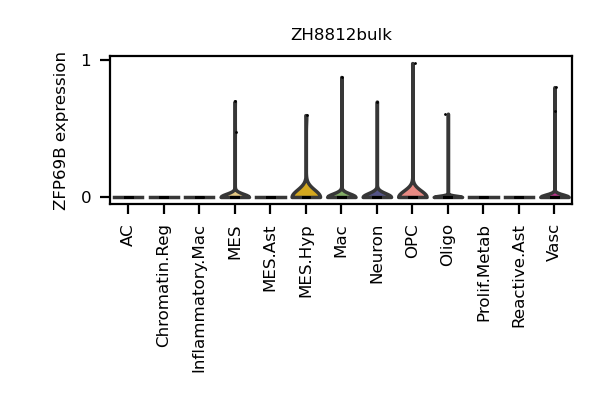 ZH8812bulk
ZFP69B expression
1
0
AC
Chromatin.Reg
Inflammatory.Mac
MES
MES.Ast
MES.Hyp
Mac
Neuron
OPC
Oligo
Prolif.Metab
Reactive.Ast
Vasc